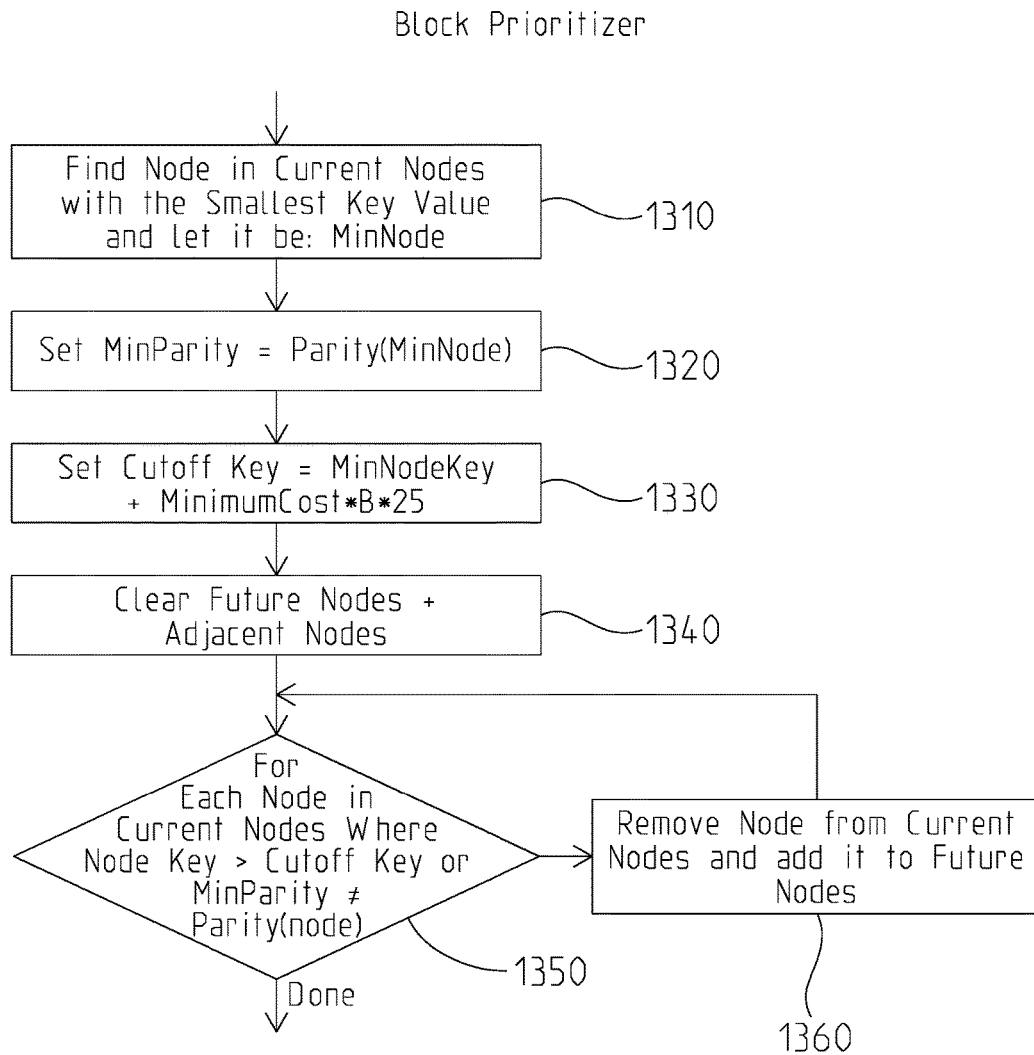 Block Prioritizer
Find Node in Current Nodes
with the Smallest Key Value
and let it be: MinNode
1310
Set MinParity = Parity(MinNode)
1320
Set Cutoff Key = MinNodeKey
+ MinimumCost*B*25
1330
Clear Future Nodes +
Adjacent Nodes
1340
For
Each Node in
Current Nodes Where
Node Key > Cutoff Key or
MinParity ≠
Parity(node)
1350
Remove Node from Current
Nodes and add it to Future
Nodes
1360
Done